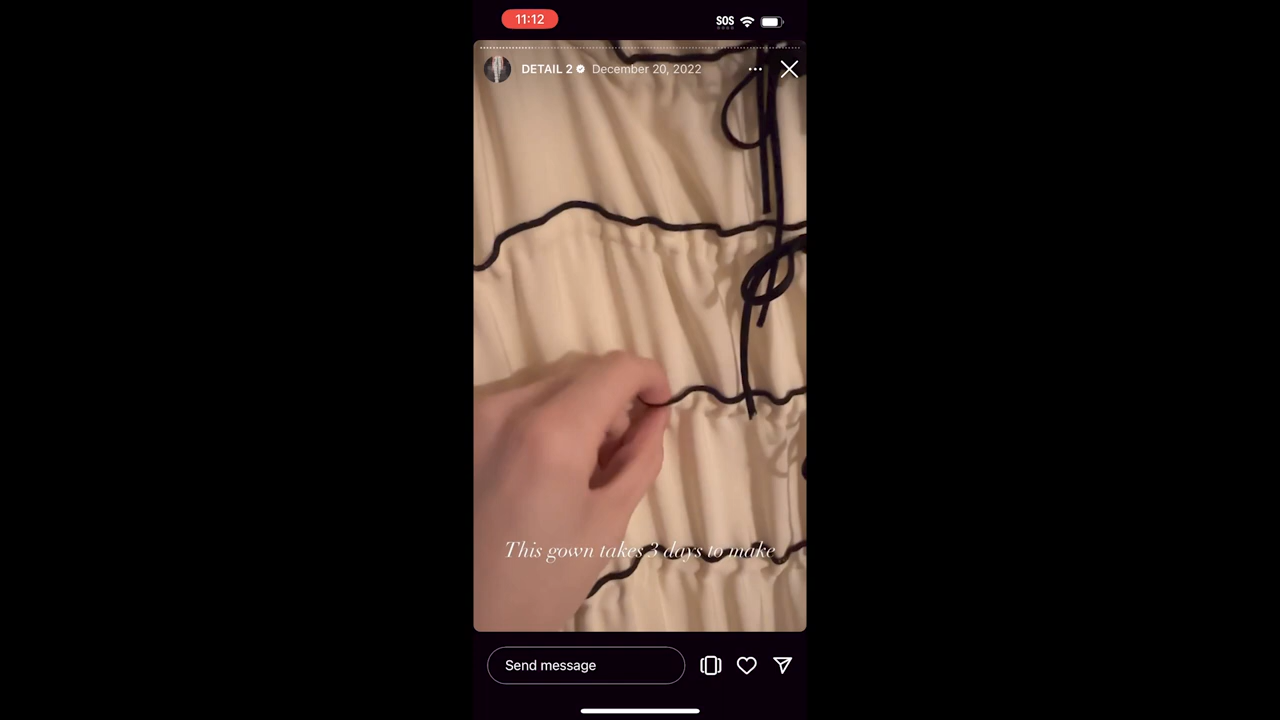 11:12
SOS
DETAIL 2 December 20, 2022
This gown takes 3 days to make
Send message